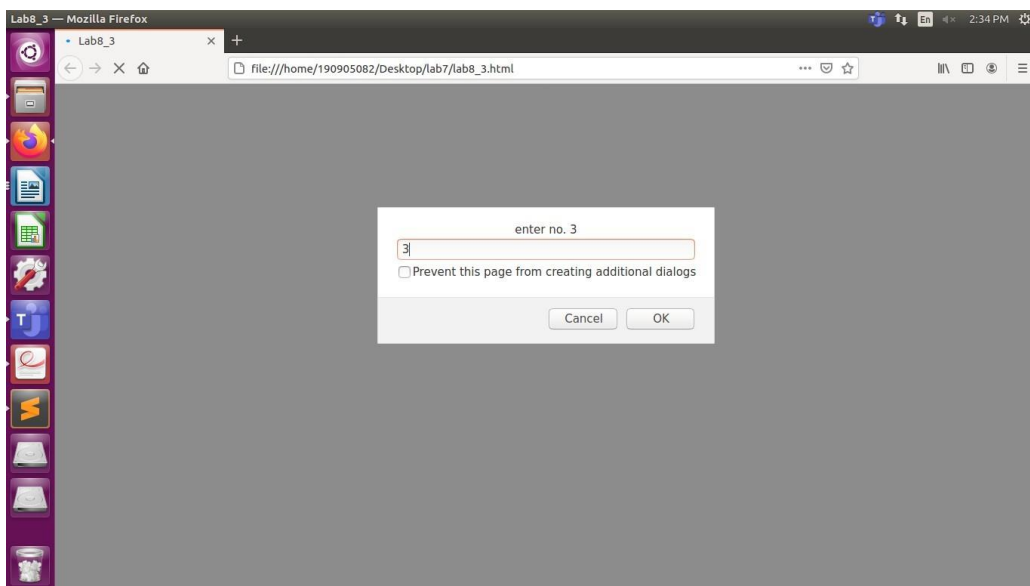 Lab8_3 — Mozilla Firefox
En
2:34 PM
Lab8_3
file:///home/190905082/Desktop/lab7/lab8_3.html
enter no. 3
3
Prevent this page from creating additional dialogs
Cancel
OK
T